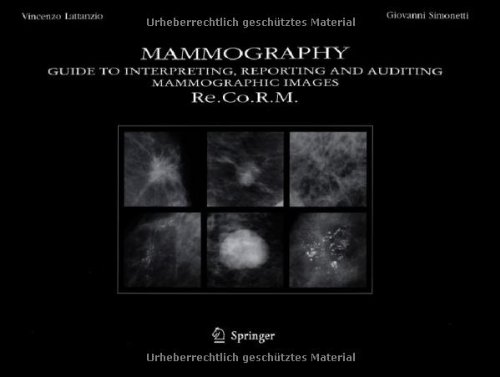 Urheberrechtlich geschütztes Material
Vincenzo Lattanzio
Giovanni Simonetti
MAMMOGRAPHY
GUIDE TO INTERPRETING, REPORTING AND AUDITING
MAMMOGRAPHIC IMAGES
Re.Co.R.M.
Springer
Urheberrechtlich geschütztes Material